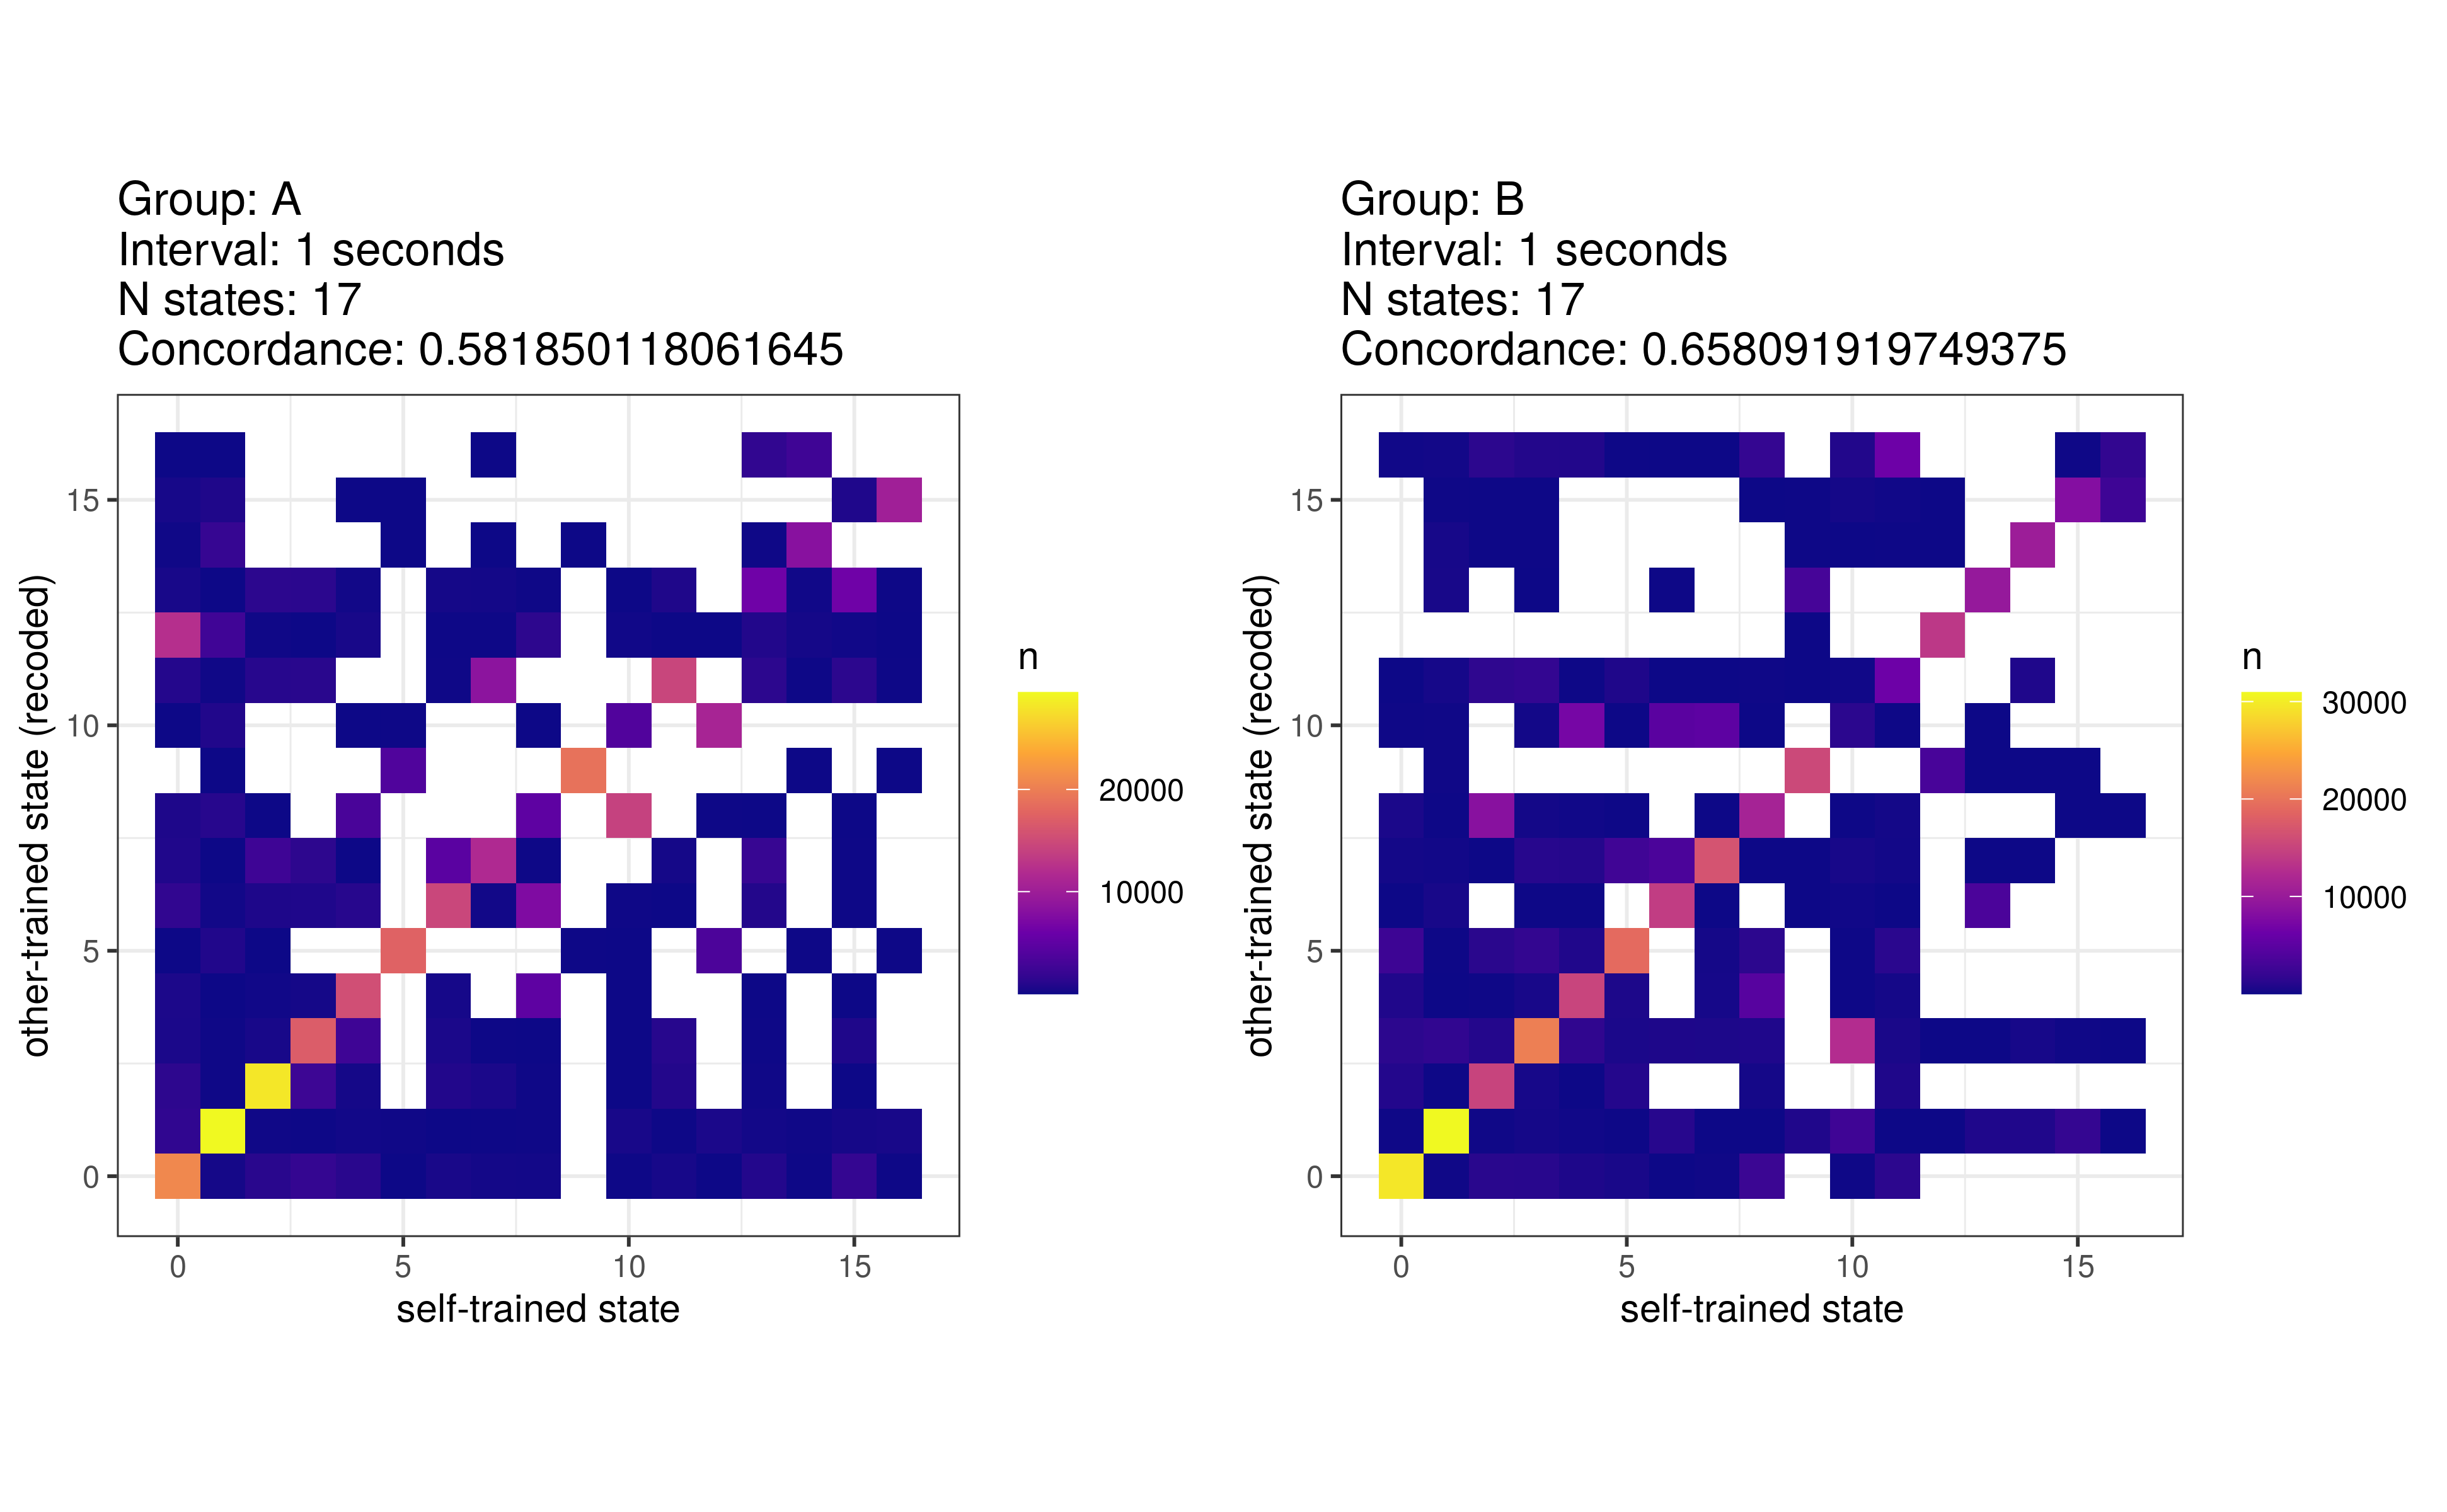 Group: A
Interval: 1 seconds
N states: 17
Concordance: 0.581850118061645
other-trained state (recoded)
15
10
5
0
0 5 10 15
self-trained state
n
20000
10000
Group: B
Interval: 1 seconds
N states: 17
Concordance: 0.658091919749375
other-trained state (recoded)
15
10
5
0
0 5 10 15
self-trained state
n
30000
20000
10000